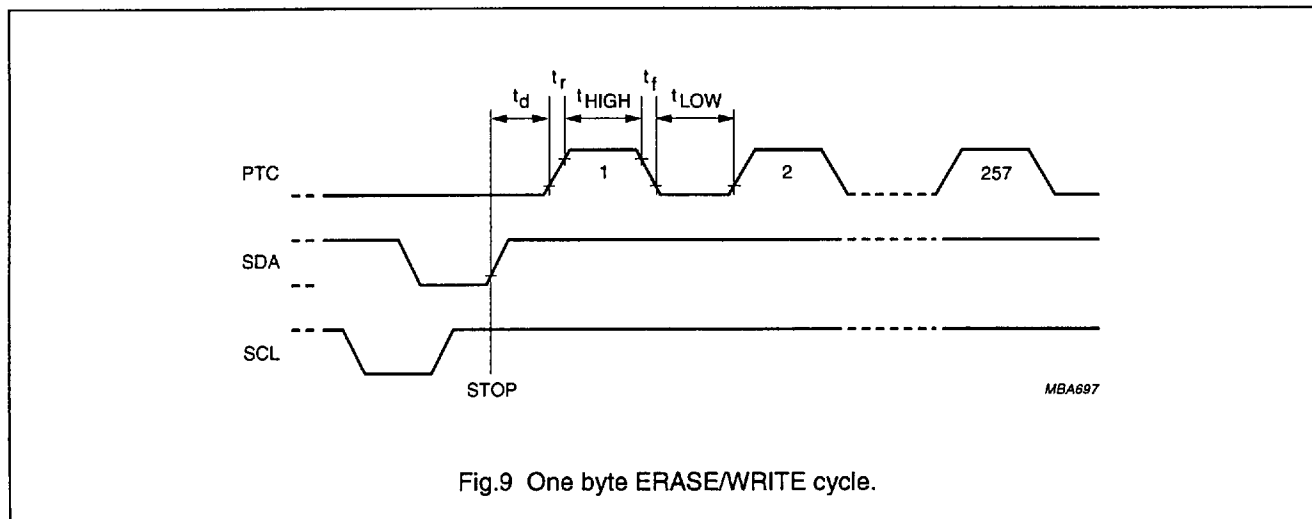 t_d t_r t_HIGH t_f t_LOW
PTC 1 2 257
SDA
SCL
STOP
MBA697
Fig.9 One byte ERASE/WRITE cycle.